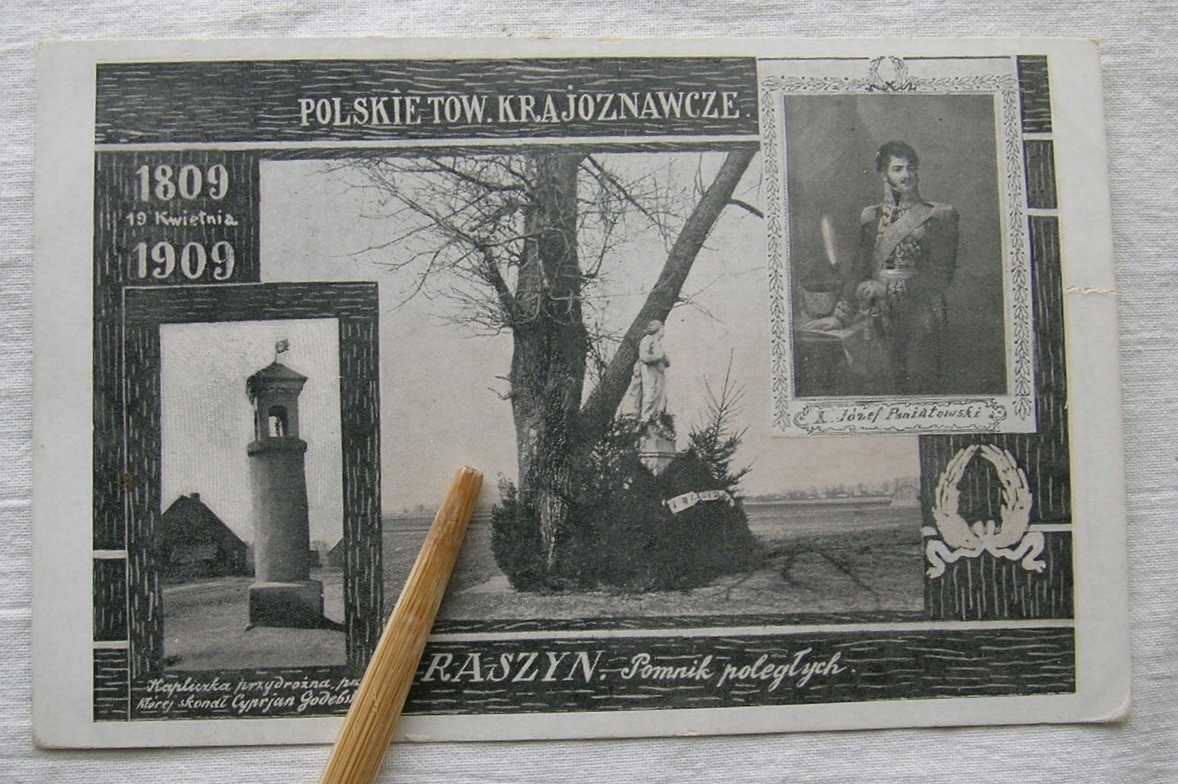 POLSKIE TOW. KRAJOZNAWCZE.
1809
19 Kwietnia
1909
X. Józef Poniatowski
RASZYN. Pomnik poległych.
Kapliczka przydrożna
której skonał Cyprjan